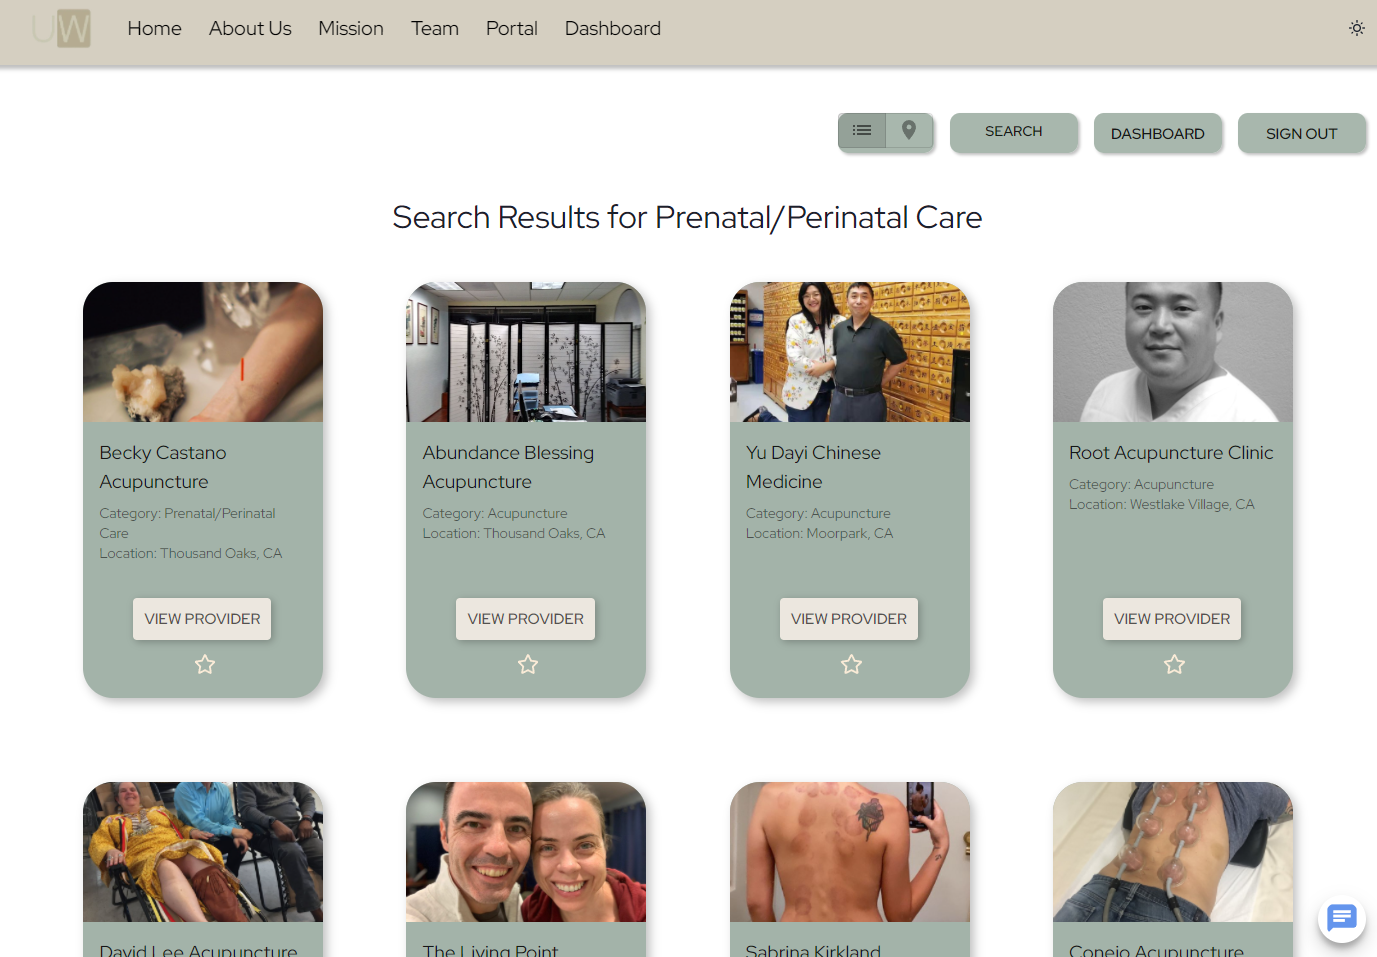 UW
Home About Us Mission Team Portal Dashboard
SEARCH DASHBOARD SIGN OUT
Search Results for Prenatal/Perinatal Care
Becky Castano
Acupuncture
Category: Prenatal/Perinatal
Care
Location: Thousand Oaks, CA
VIEW PROVIDER
Abundance Blessing
Acupuncture
Category: Acupuncture
Location: Thousand Oaks, CA
VIEW PROVIDER
Yu Dayi Chinese
Medicine
Category: Acupuncture
Location: Moorpark, CA
VIEW PROVIDER
Root Acupuncture Clinic
Category: Acupuncture
Location: Westlake Village, CA
VIEW PROVIDER
David Lee Acupuncture
The Living Point
Sabrina Kirkland
Conejo Acupuncture